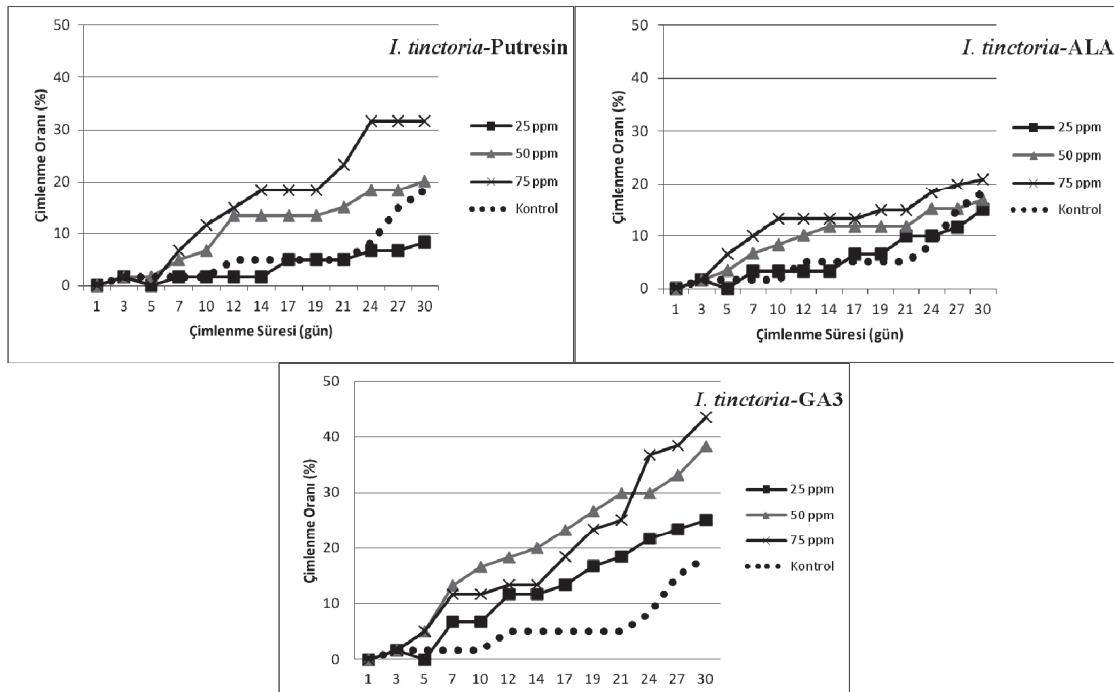 I. tinctoria-Putresin
50
40
30
20
10
0
Çimlenme Oranı (%)
1 3 5 7 10 12 14 17 19 21 24 27 30
Çimlenme Süresi (gün)
25 ppm
50 ppm
75 ppm
Kontrol
I. tinctoria-ALA
50
40
30
20
10
0
Çimlenme Oranı (%)
1 3 5 7 10 12 14 17 19 21 24 27 30
Çimlenme Süresi (gün)
25 ppm
50 ppm
75 ppm
Kontrol
I. tinctoria-GA3
50
40
30
20
10
0
Çimlenme Oranı (%)
1 3 5 7 10 12 14 17 19 21 24 27 30
25 ppm
50 ppm
75 ppm
Kontrol